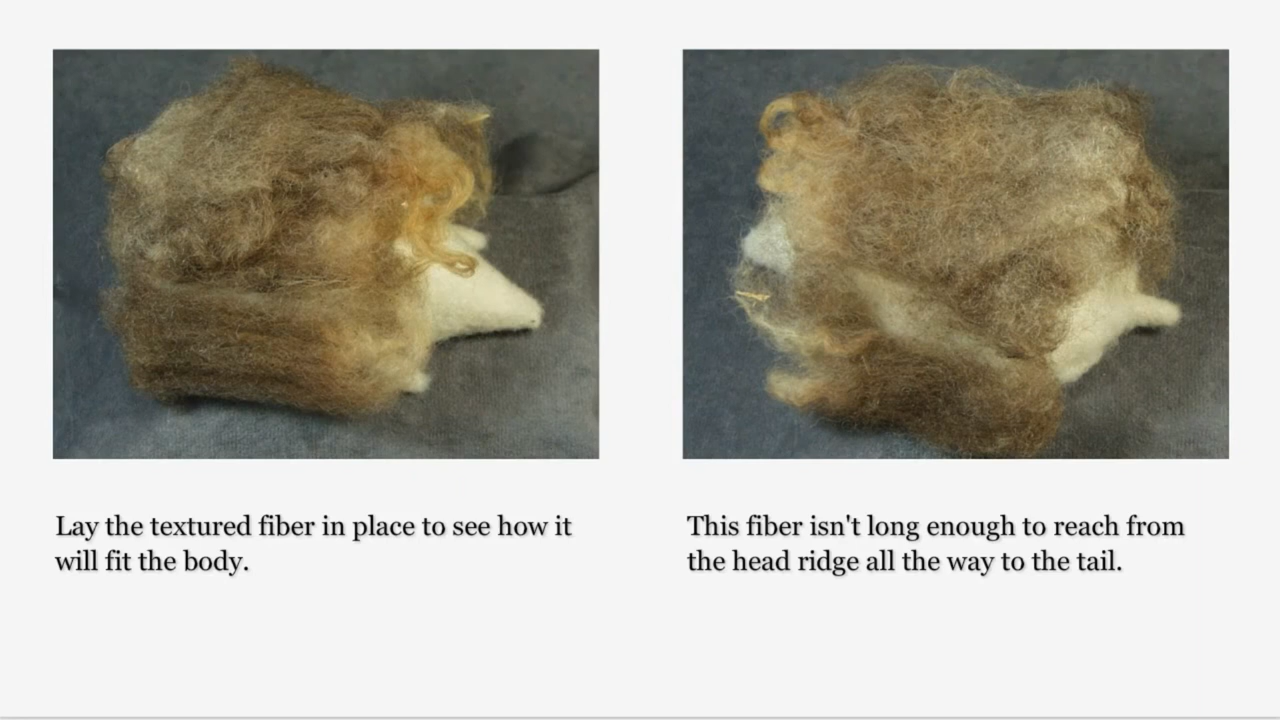 Lay the textured fiber in place to see how it
will fit the body.
This fiber isn't long enough to reach from
the head ridge all the way to the tail.